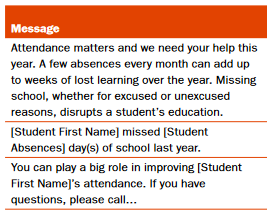 Message
Attendance matters and we need your help this
year. A few absences every month can add up
to weeks of lost learning over the year. Missing
school, whether for excused or unexcused
reasons, disrupts a student's education.
[Student First Name] missed [Student
Absences] day(s) of school last year.
You can play a big role in improving [Student
First Name]'s attendance. If you have
questions, please call...